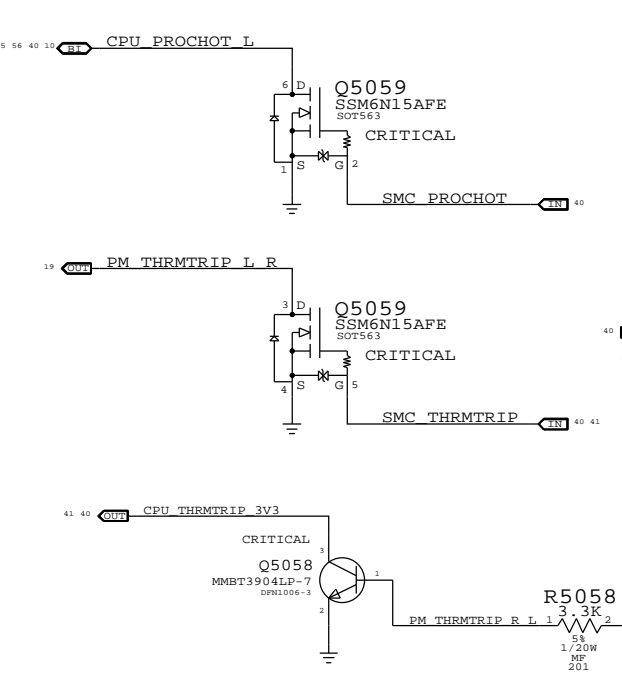 5 56 40 10 BI CPU_PROCHOT_L
6 D
Q5059
SSM6N15AFE
SOT563
CRITICAL
1 S G 2
SMC_PROCHOT IN 40
19 OUT PM_THRMTRIP_L_R
3 D
Q5059
SSM6N15AFE
SOT563
40
CRITICAL
4 S G 5
SMC_THRMTRIP IN 40 41
41 40 OUT CPU_THRMTRIP_3V3
CRITICAL
3
Q5058
MMBT3904LP-7
DFN1006-3
1
2
R5058
3.3K
PM_THRMTRIP_R_L 1 2
5%
1/20W
MF
201